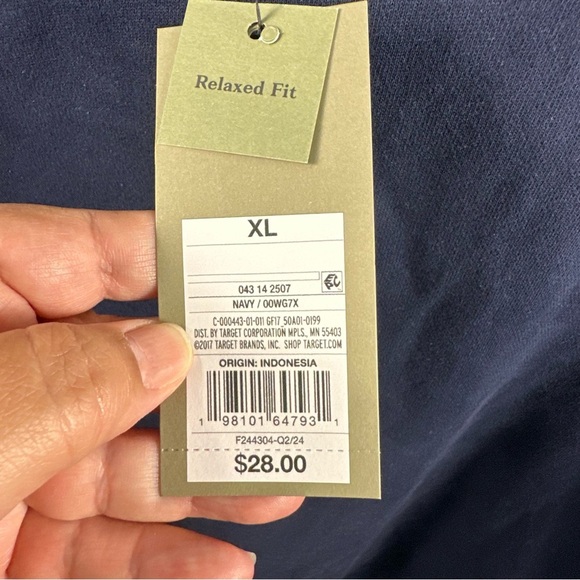 Relaxed Fit
XL
043 14 2507
NAVY / 00WG7X
C-000443-01-011 GF17_50A01-0199
DIST. BY TARGET CORPORATION MPLS., MN 55403
©2017 TARGET BRANDS, INC. SHOP TARGET.COM
ORIGIN: INDONESIA
1 98101 64793 1
F244304-Q2/24
$28.00